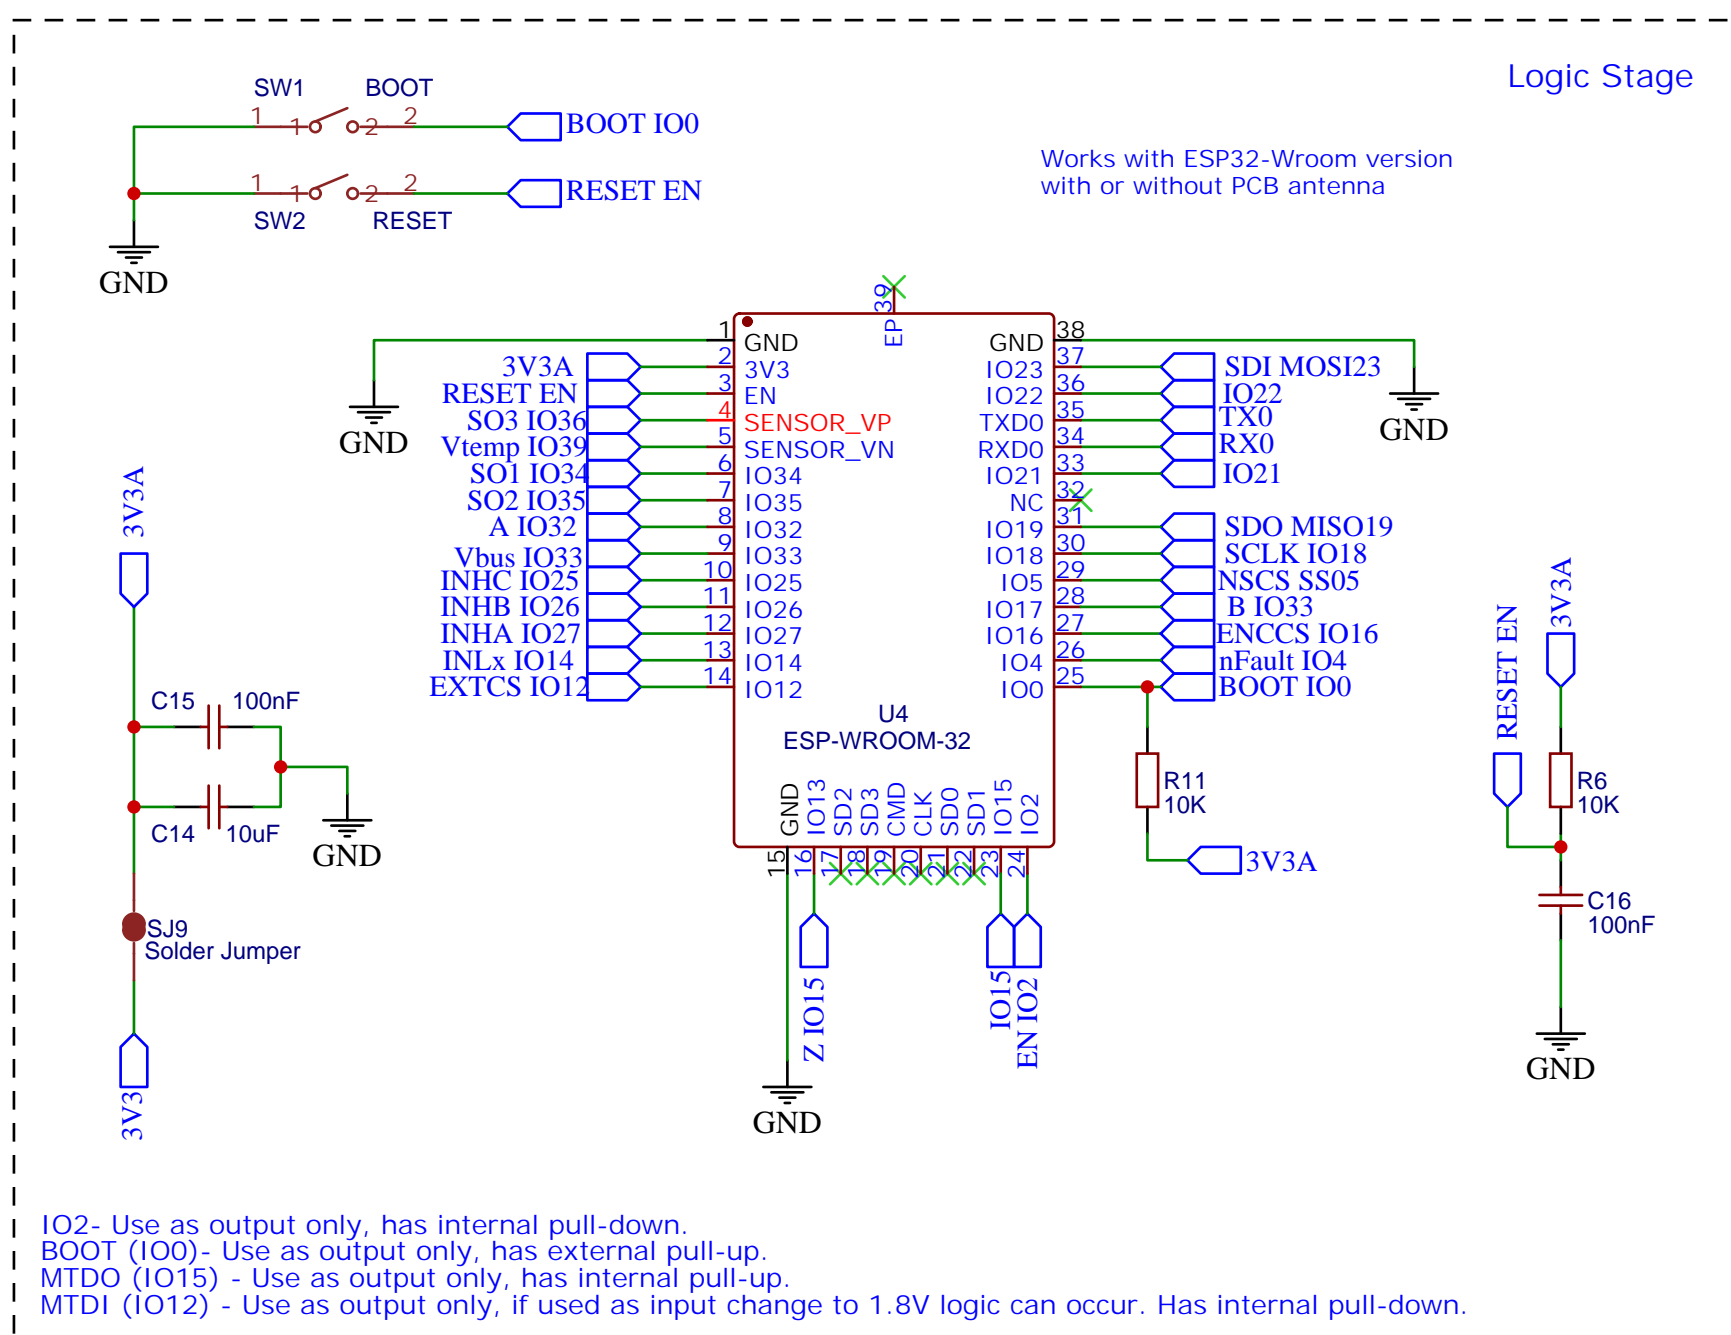 Logic Stage
SW1 BOOT
1 1 2 2 BOOT IO0
1 1 2 2 RESET EN
SW2 RESET
GND
Works with ESP32-Wroom version
with or without PCB antenna
39
EP
1 GND
2 3V3
3 EN
4 SENSOR_VP
5 SENSOR_VN
6 IO34
7 IO35
8 IO32
9 IO33
10 IO25
11 IO26
12 IO27
13 IO14
14 IO12
GND
3V3A
RESET EN
SO3 IO36
Vtemp IO39
SO1 IO34
SO2 IO35
A IO32
Vbus IO33
INHC IO25
INHB IO26
INHA IO27
INLx IO14
EXTCS IO12
GND 38
IO23 37
IO22 36
TXD0 35
RXD0 34
IO21 33
NC 32
IO19 31
IO18 30
IO5 29
IO17 28
IO16 27
IO4 26
IO0 25
SDI MOSI23
IO22
TX0
RX0
IO21
SDO MISO19
SCLK IO18
NSCS SS05
B IO33
ENCCS IO16
nFault IO4
BOOT IO0
GND
U4
ESP-WROOM-32
GND 15
IO13 16
SD2 17
SD3 18
CMD 19
CLK 20
SD0 21
SD1 22
IO15 23
IO2 24
Z IO15
IO15
EN IO2
GND
3V3A
C15 100nF
C14 10uF
GND
SJ9
Solder Jumper
3V3
R11
10K
3V3A
RESET EN
3V3A
R6
10K
C16
100nF
GND
IO2- Use as output only, has internal pull-down.
BOOT (IO0)- Use as output only, has external pull-up.
MTDO (IO15) - Use as output only, has internal pull-up.
MTDI (IO12) - Use as output only, if used as input change to 1.8V logic can occur. Has internal pull-down.